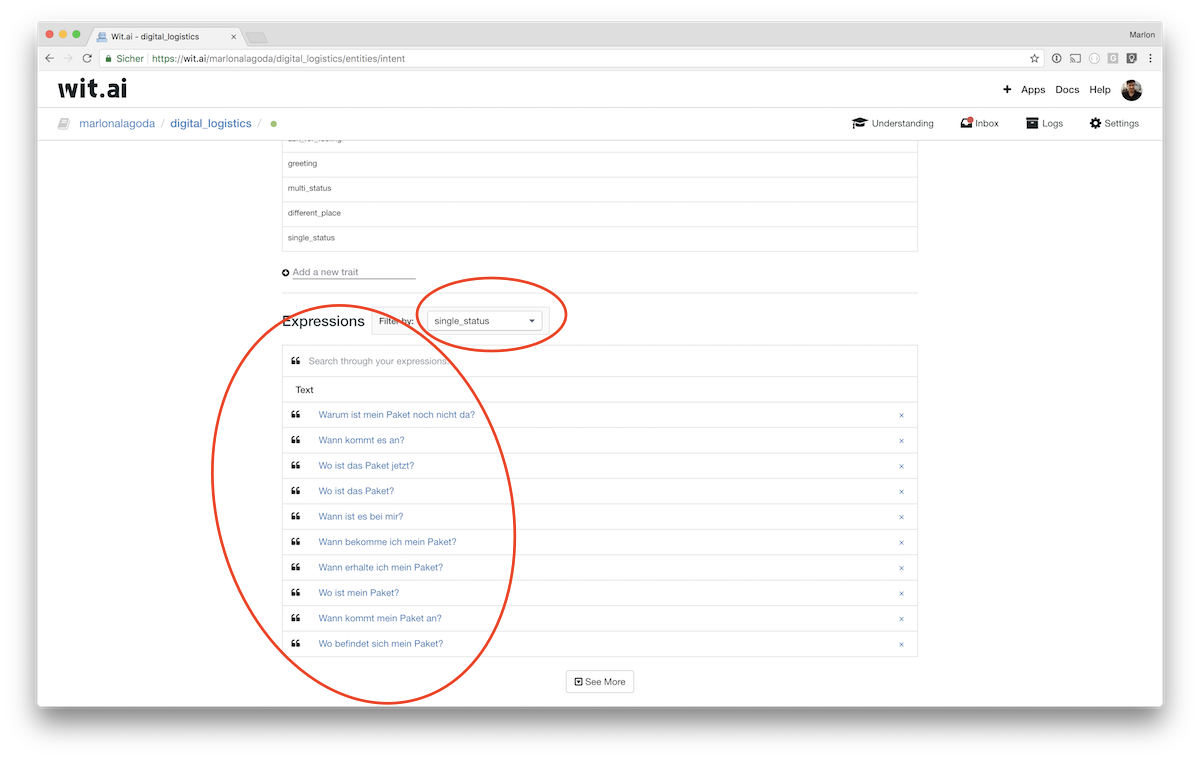 Wit.ai - digital_logistics
Marlon
Sicher https://wit.ai/marlonalagoda/digital_logistics/entities/intent
wit.ai
Apps Docs Help
marlonalagoda / digital_logistics /
Understanding Inbox Logs Settings
greeting
multi_status
different_place
single_status
Add a new trait
Expressions Filter by: single_status
Search through your expressions...
Text
Warum ist mein Paket noch nicht da?
Wann kommt es an?
Wo ist das Paket jetzt?
Wo ist das Paket?
Wann ist es bei mir?
Wann bekomme ich mein Paket?
Wann erhalte ich mein Paket?
Wo ist mein Paket?
Wann kommt mein Paket an?
Wo befindet sich mein Paket?
See More